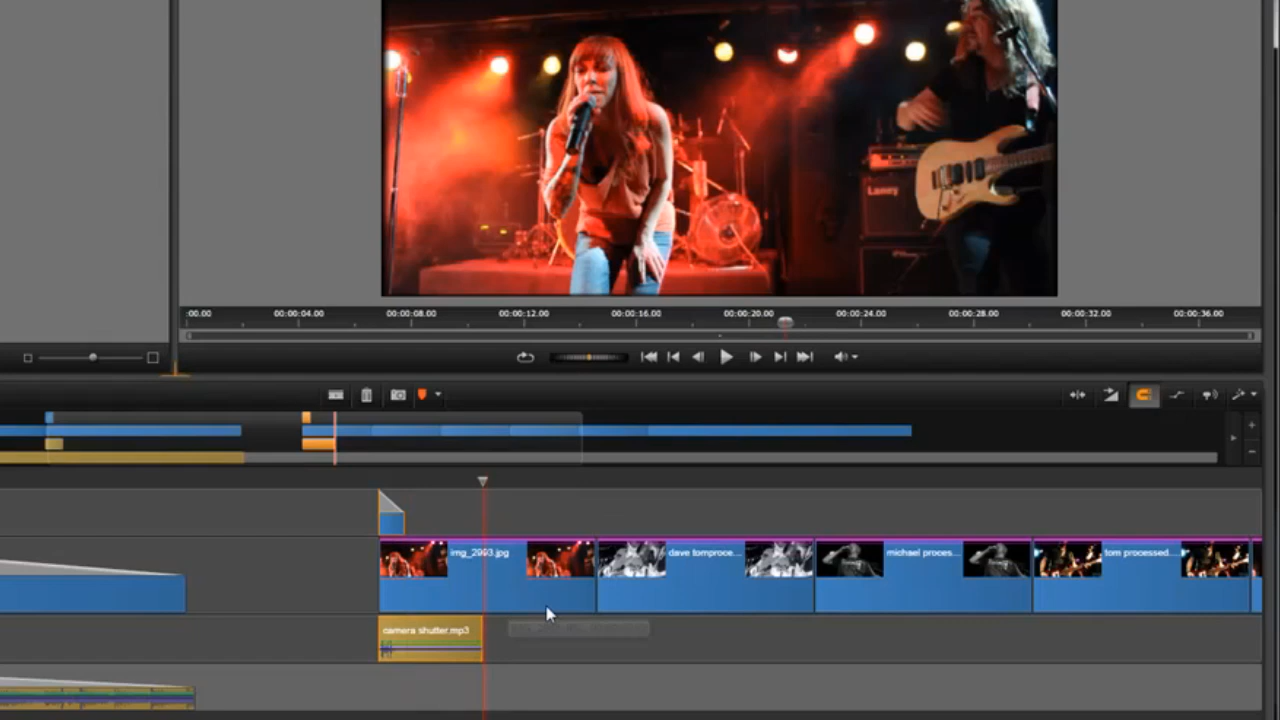 Laney
:00.00 00:00:04.00 00:00:08.00 00:00:12.00 00:00:16.00 00:00:20.00 00:00:24.00 00:00:28.00 00:00:32.00 00:00:36.00
img_2993.jpg dave tomproce... michael proces... tom processed...
camera shutter.mp3